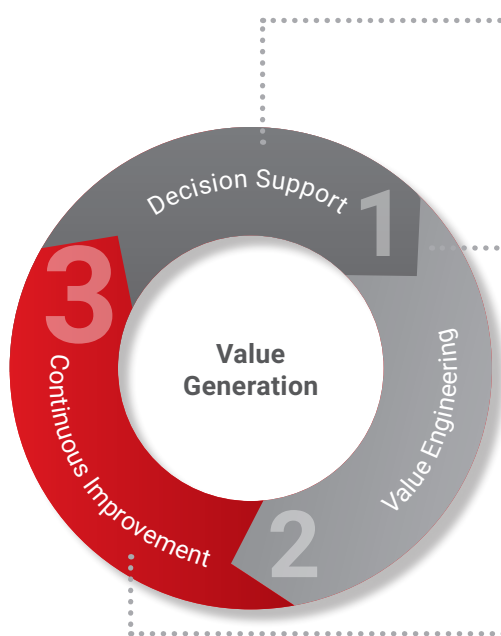 Decision Support
1
Value Engineering
2
Continuous Improvement
3
Value
Generation